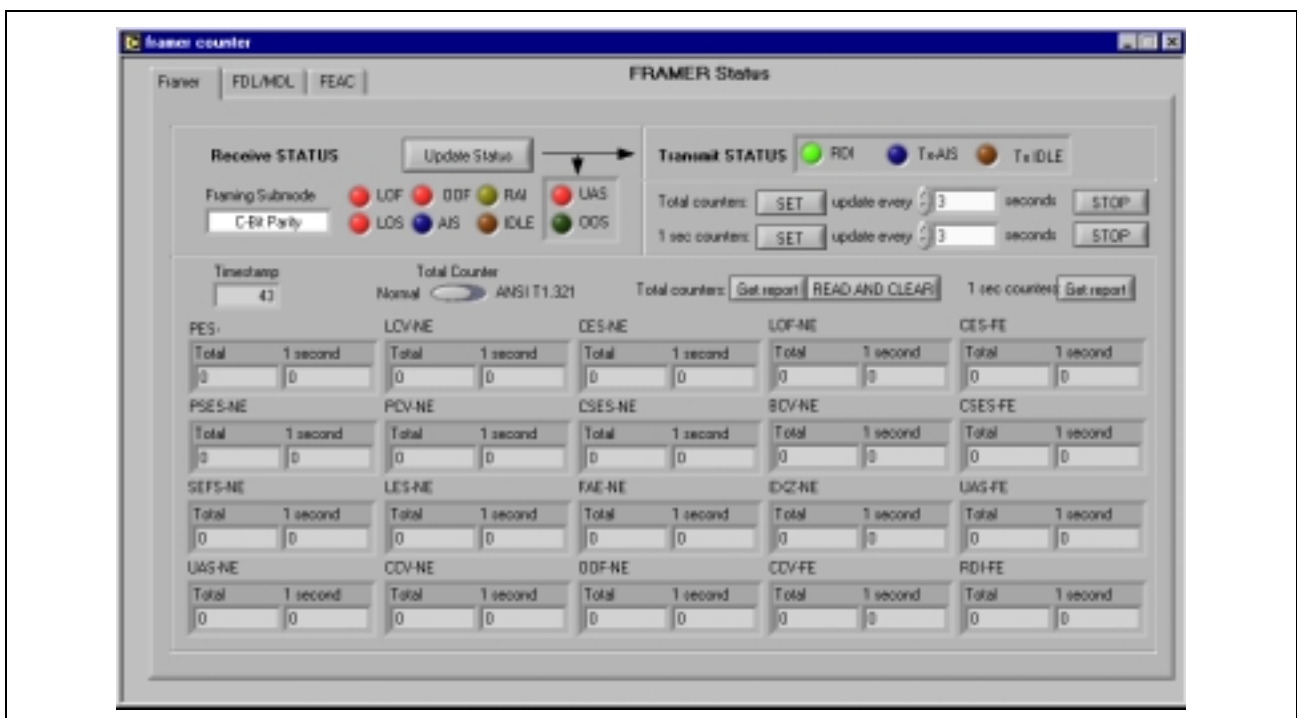 framer counter
FRAMER Status
Framer FDL/MDL FEAC
Receive STATUS Update Status Transmit STATUS RDI Tx-AIS Tx IDLE
Framing Submode LOF OOF RAI UAS
C-Bit Parity LOS AIS IDLE OOS
Total counters: SET update every 3 seconds STOP
1 sec counters: SET update every 3 seconds STOP
Timestamp Total Counter
43 Normal ANSI T1.321 Total counters: Get report READ AND CLEAR 1 sec counters: Get report
PES- LCV-NE CES-NE LOF-NE CES-FE
Total 1 second Total 1 second Total 1 second Total 1 second Total 1 second
0 0 0 0 0 0 0 0 0 0
PSES-NE PCV-NE CSES-NE BCV-NE CSES-FE
Total 1 second Total 1 second Total 1 second Total 1 second Total 1 second
0 0 0 0 0 0 0 0 0 0
SEFS-NE LES-NE FAE-NE EXZ-NE UAS-FE
Total 1 second Total 1 second Total 1 second Total 1 second Total 1 second
0 0 0 0 0 0 0 0 0 0
UAS-NE CCV-NE OOF-NE CCV-FE RDI-FE
Total 1 second Total 1 second Total 1 second Total 1 second Total 1 second
0 0 0 0 0 0 0 0 0 0